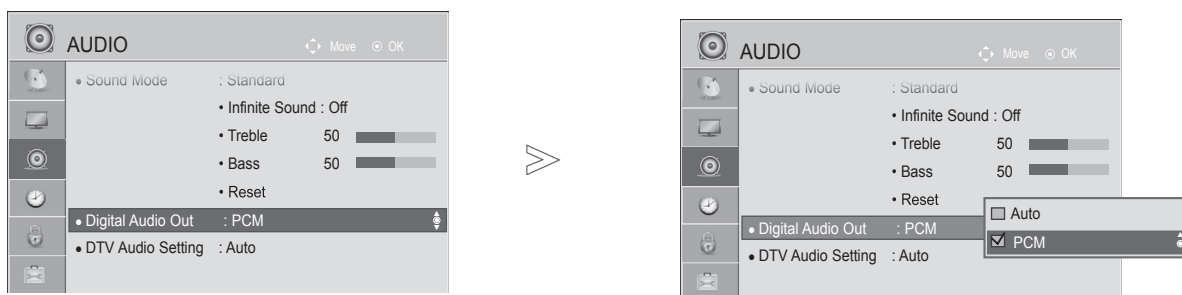 AUDIO
Move OK
• Sound Mode : Standard
• Infinite Sound : Off
• Treble 50
• Bass 50
• Reset
• Digital Audio Out : PCM
• DTV Audio Setting : Auto
AUDIO
Move OK
• Sound Mode : Standard
• Infinite Sound : Off
• Treble 50
• Bass 50
• Reset
• Digital Audio Out : PCM
• DTV Audio Setting : Auto
Auto
PCM